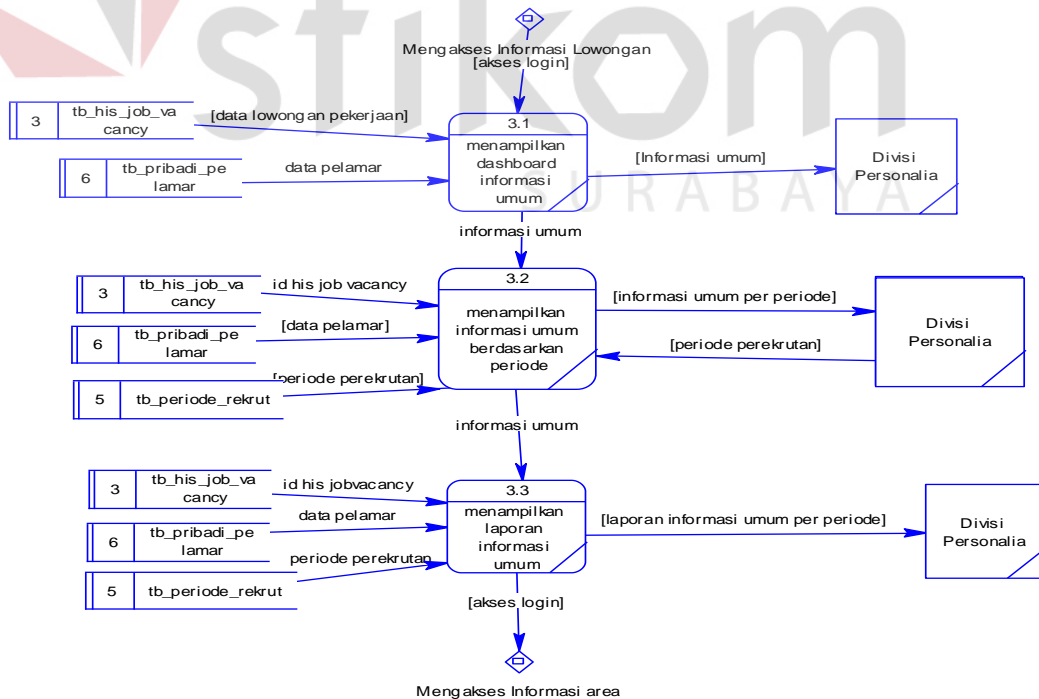 stikom
SURABAYA
Mengakses Informasi Lowongan
[akses login]
3
tb_his_job_va
cancy
[data lowongan pekerjaan]
6
tb_pribadi_pe
lamar
data pelamar
3.1
menampilkan
dashboard
informasi
umum
[Informasi umum]
Divisi
Personalia
informasi umum
3
tb_his_job_va
cancy
id his job vacancy
6
tb_pribadi_pe
lamar
[data pelamar]
5
tb_periode_rekrut
[periode perekrutan]
3.2
menampilkan
informasi umum
berdasarkan
periode
[informasi umum per periode]
[periode perekrutan]
Divisi
Personalia
informasi umum
3
tb_his_job_va
cancy
id his jobvacancy
6
tb_pribadi_pe
lamar
data pelamar
5
tb_periode_rekrut
periode perekrutan
3.3
menampilkan
laporan
informasi
umum
[laporan informasi umum per periode]
Divisi
Personalia
[akses login]
Mengakses Informasi area